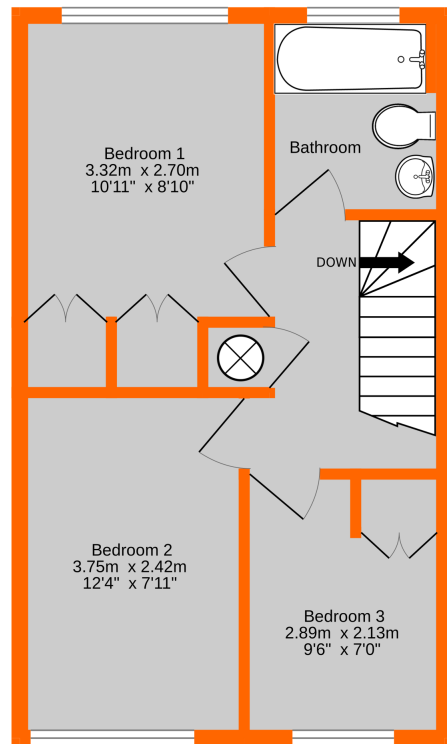 Bedroom 1
3.32m x 2.70m
10'11" x 8'10"
Bathroom
DOWN
Bedroom 2
3.75m x 2.42m
12'4" x 7'11"
Bedroom 3
2.89m x 2.13m
9'6" x 7'0"